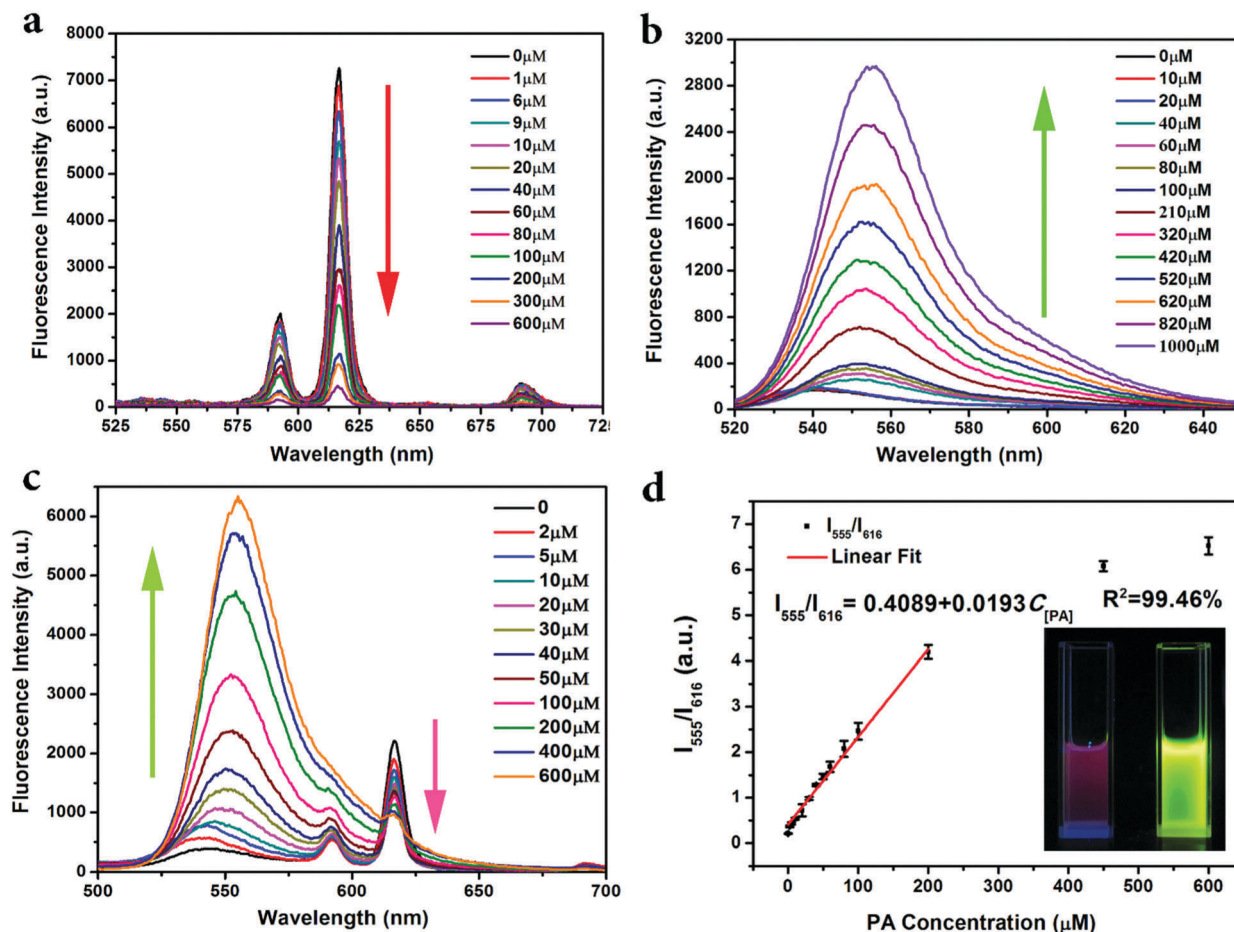 a
Fluorescence Intensity (a.u.)
8000
7000
6000
5000
4000
3000
2000
1000
0
0μM
1μM
6μM
9μM
10μM
20μM
40μM
60μM
80μM
100μM
200μM
300μM
600μM
525 550 575 600 625 650 675 700 725
Wavelength (nm)
b
Fluorescence Intensity (a.u.)
3200
2800
2400
2000
1600
1200
800
400
0
0μM
10μM
20μM
40μM
60μM
80μM
100μM
210μM
320μM
420μM
520μM
620μM
820μM
1000μM
520 540 560 580 600 620 640
Wavelength (nm)
c
Fluorescence Intensity (a.u.)
6000
5000
4000
3000
2000
1000
0
0
2μM
5μM
10μM
20μM
30μM
40μM
50μM
100μM
200μM
400μM
600μM
500 550 600 650 700
Wavelength (nm)
d
I555/I616 (a.u.)
7
6
5
4
3
2
1
0
I555/I616
Linear Fit
I555/I616= 0.4089+0.0193C[PA]
R²=99.46%
0 100 200 300 400 500 600
PA Concentration (μM)